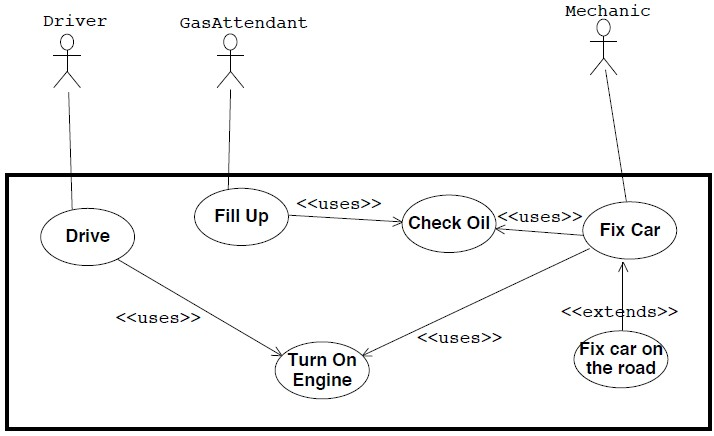 Driver
GasAttendant
Mechanic
<<uses>>
Fill Up
Check Oil
<<uses>>
Fix Car
Drive
<<uses>>
<<extends>>
<<uses>>
Turn On
Engine
Fix car on
the road